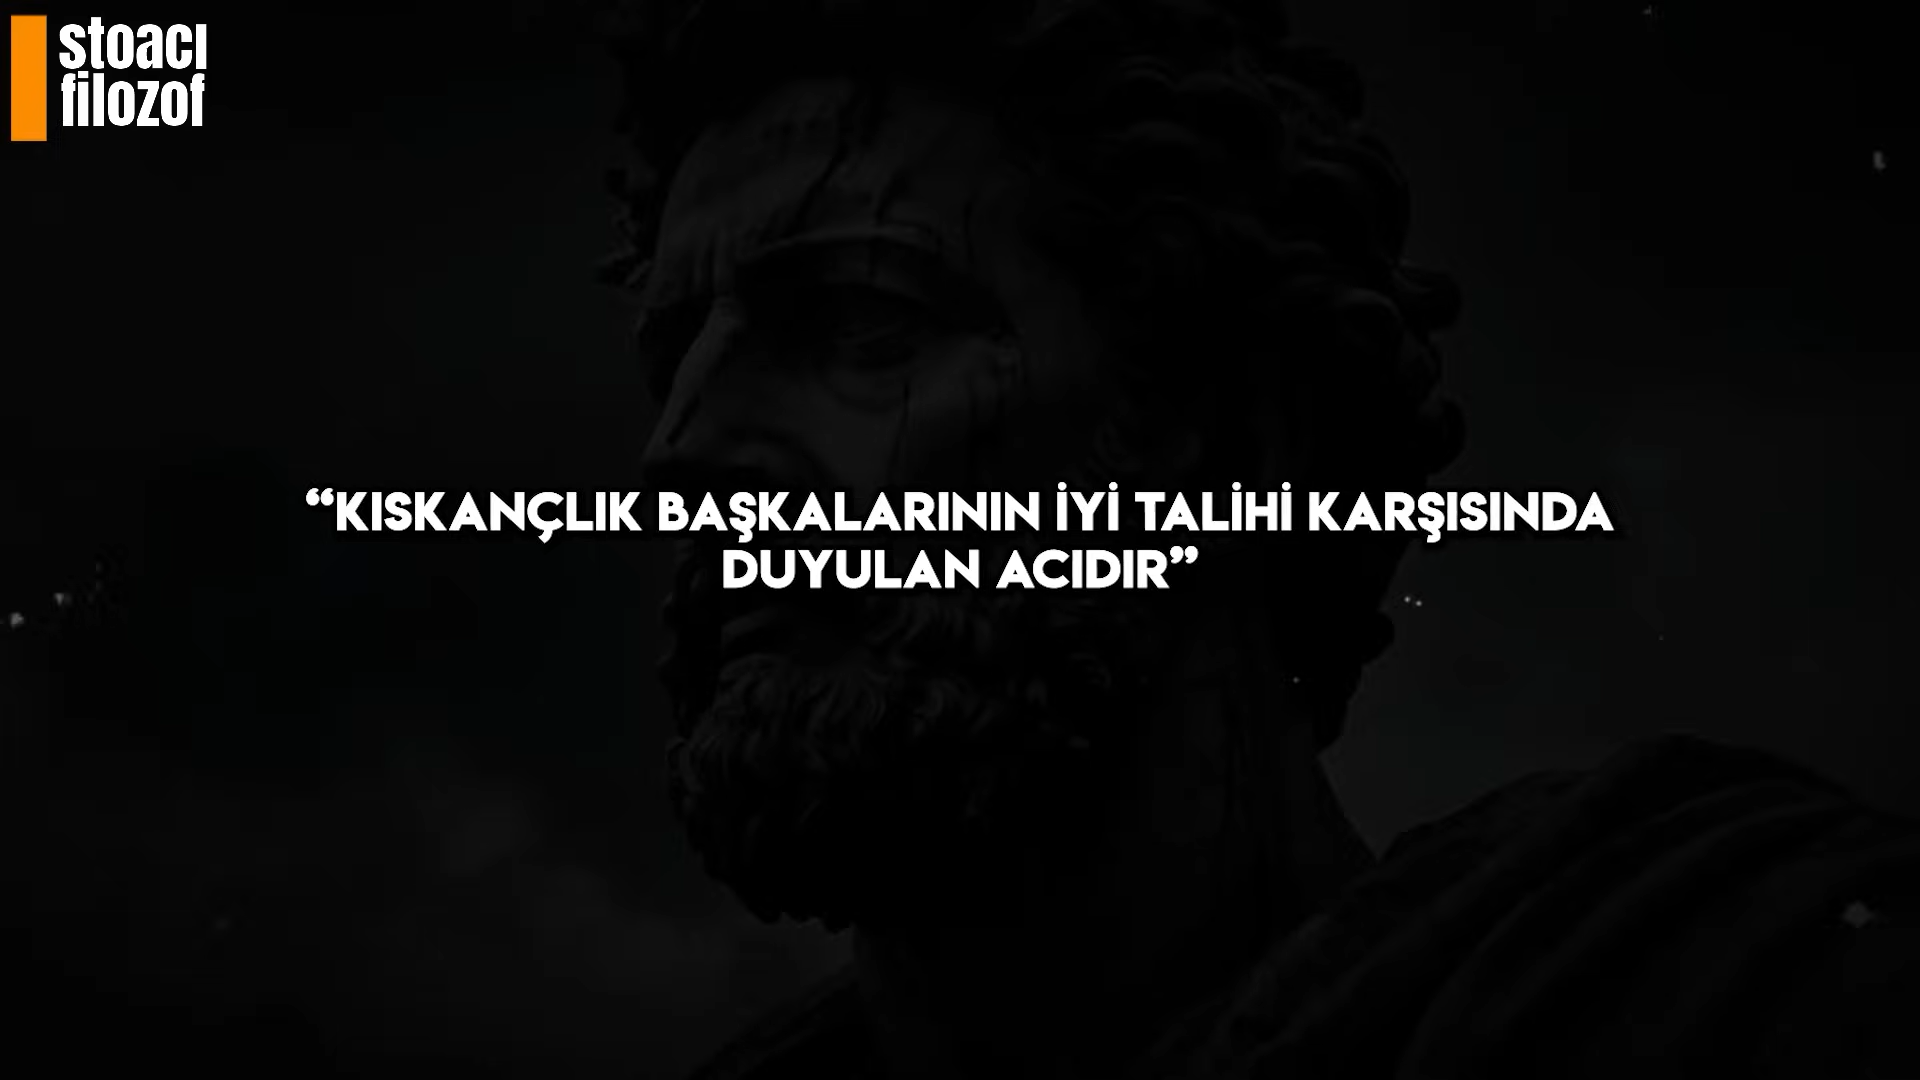 stoacı
filozof
“KISKANÇLIK BAŞKALARININ İYİ TALİHİ KARŞISINDA
DUYULAN ACIDIR”